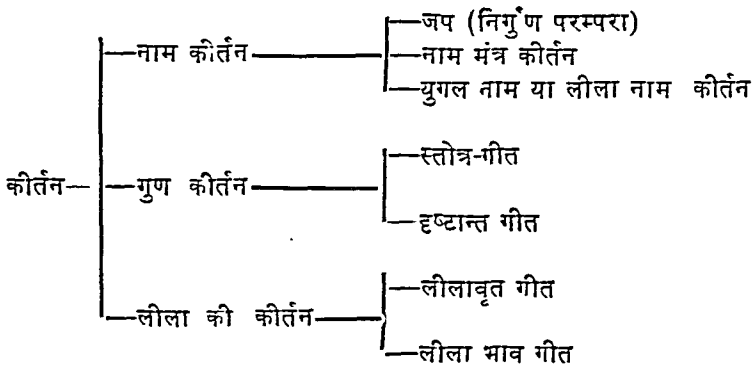 जप (निर्गुण परम्परा)
नाम कीर्तन
नाम मंत्र कीर्तन
युगल नाम या लीला नाम कीर्तन
स्तोत्र-गीत
कीर्तन
गुण कीर्तन
दृष्टान्त गीत
लीलावृत गीत
लीला की कीर्तन
लीला भाव गीत